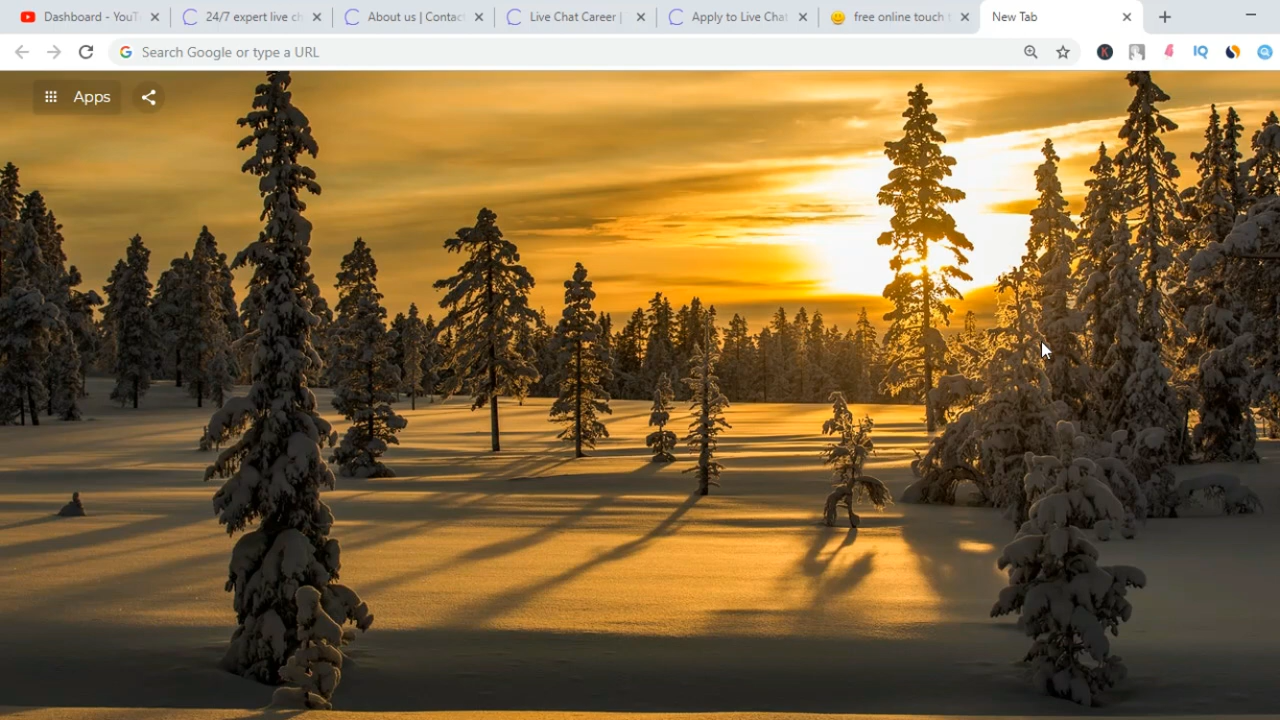 Dashboard - YouT
24/7 expert live ch
About us | Contac
Live Chat Career |
Apply to Live Chat
free online touch t
New Tab
Search Google or type a URL
K
IQ
Apps